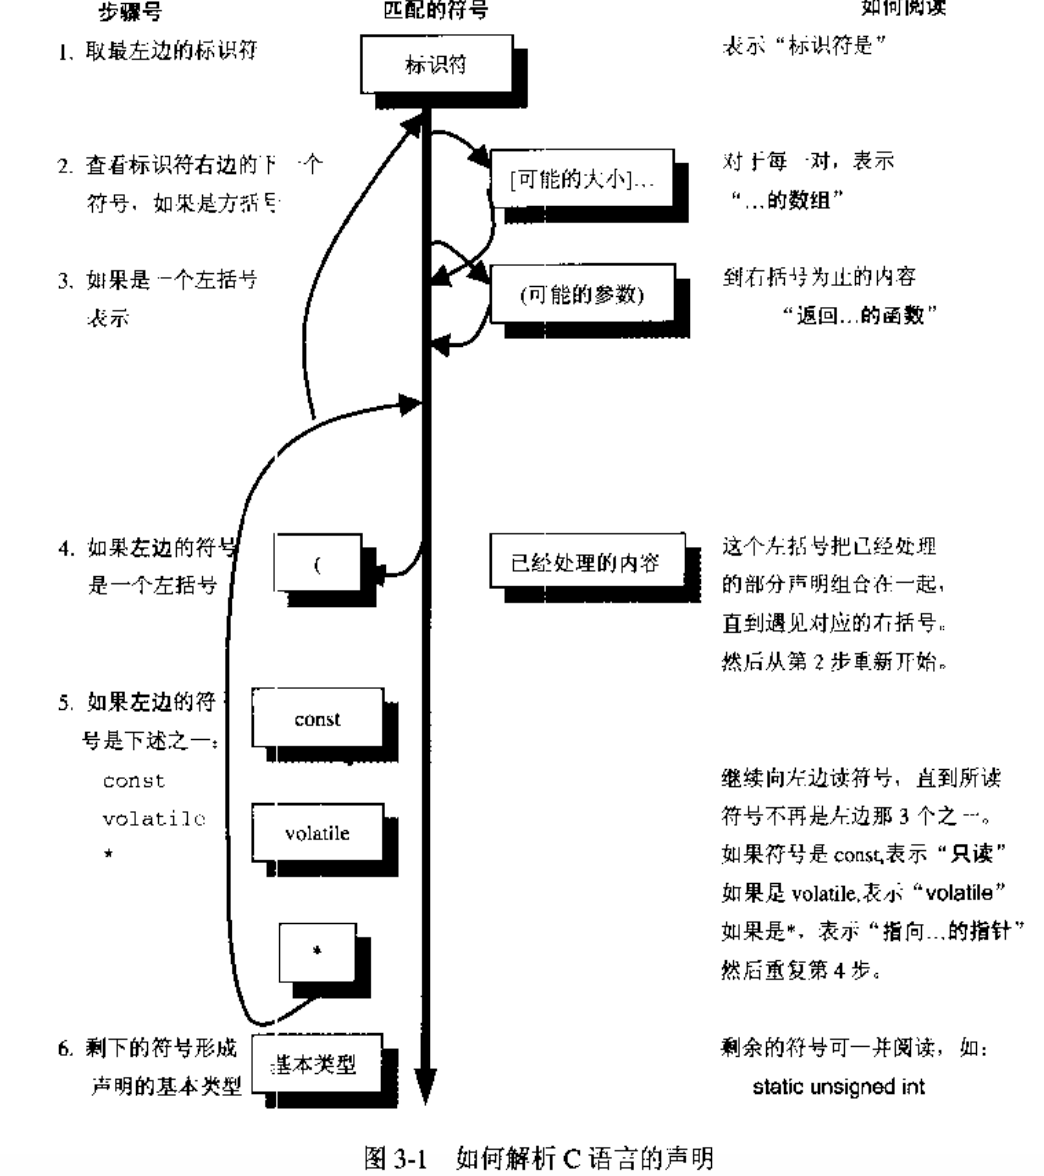 步骤号 匹配的符号 如何阅读
1. 取最左边的标识符 标识符 表示“标识符是”
2. 查看标识符右边的下一个 [可能的大小]... 对于每一对，表示
符号，如果是方括号 “...的数组”
3. 如果是一个左括号 (可能的参数) 到右括号为止的内容
表示 “返回...的函数”
4. 如果左边的符号 ( 已经处理的内容 这个左括号把已经处理
是一个左括号 的部分声明组合在一起，
直到遇见对应的右括号。
然后从第 2 步重新开始。
5. 如果左边的符 const
号是下述之一：
const 继续向左边读符号，直到所读
volatile volatile 符号不再是左边那 3 个之一。
* 如果符号是 const,表示“只读”
如果是 volatile,表示“volatile”
* 如果是*，表示“指向...的指针”
然后重复第 4 步。
6. 剩下的符号形成 基本类型 剩余的符号可一并阅读，如：
声明的基本类型 static unsigned int
图 3-1 如何解析 C 语言的声明